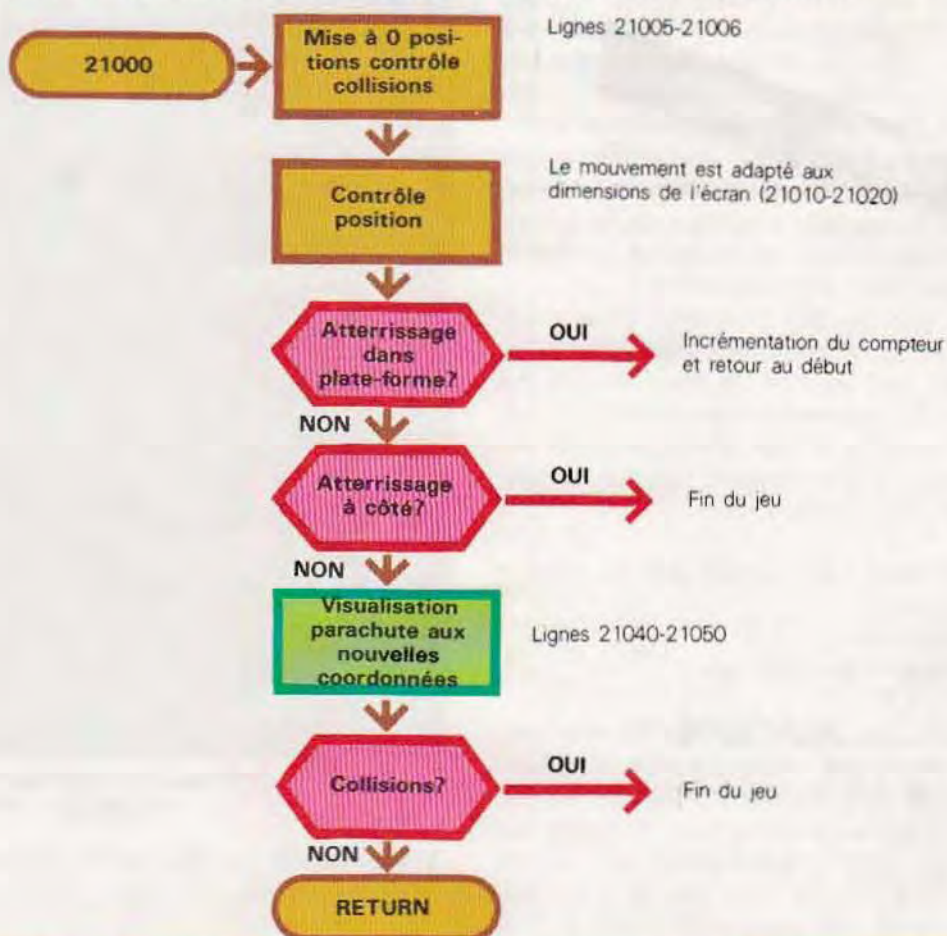 21000
Mise à 0 posi-
tions contrôle
collisions
Lignes 21005-21006
Contrôle
position
Le mouvement est adapté aux
dimensions de l'écran (21010-21020)
Atterrissage
dans
plate-forme?
OUI
Incrémentation du compteur
et retour au début
NON
Atterrissage
à côté?
OUI
Fin du jeu
NON
Visualisation
parachute aux
nouvelles
coordonnées
Lignes 21040-21050
Collisions?
OUI
Fin du jeu
NON
RETURN